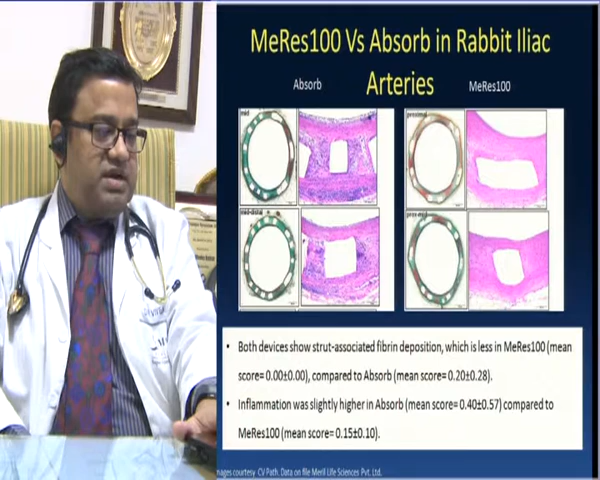 MeRes100 Vs Absorb in Rabbit Iliac
Arteries
Absorb
MeRes100
mid
proximal
mid-distal
prox-mid
• Both devices show strut-associated fibrin deposition, which is less in MeRes100 (mean
score= 0.00±0.00), compared to Absorb (mean score= 0.20±0.28).
• Inflammation was slightly higher in Absorb (mean score= 0.40±0.57) compared to
MeRes100 (mean score= 0.15±0.10).
mages courtesy CV Path. Data on file Meril Life Sciences Pvt. Ltd.